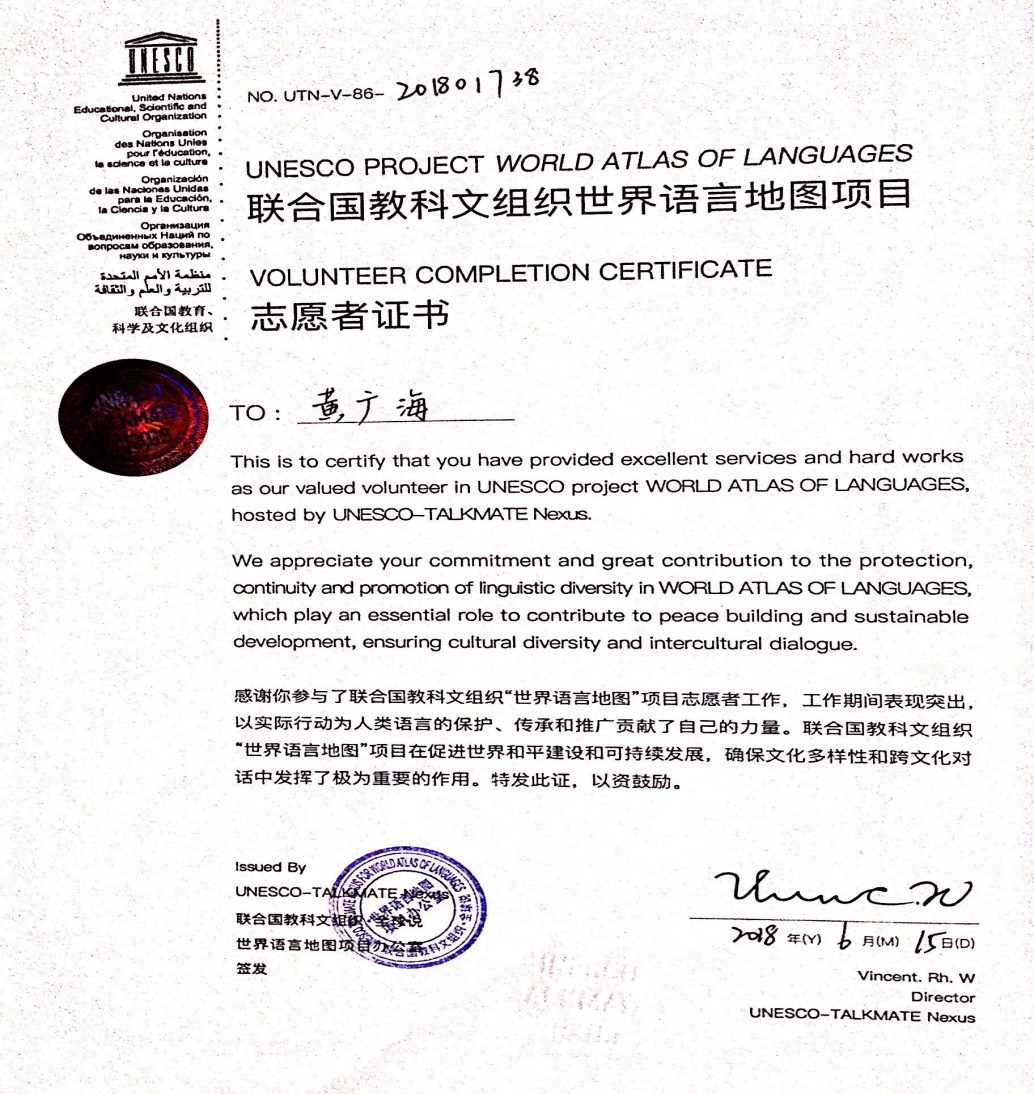 UNESCO
United Nations
Educational, Scientific and
Cultural Organization
Organisation
des Nations Unies
pour l'éducation,
la science et la culture
Organización
de las Naciones Unidas
para la Educación,
la Ciencia y la Cultura
Организация
Объединенных Наций по
вопросам образования,
науки и культуры
منظمة الأمم المتحدة
للتربية والعلم والثقافة
联合国教育、
科学及文化组织
NO. UTN-V-86- 201801738
UNESCO PROJECT WORLD ATLAS OF LANGUAGES
联合国教科文组织世界语言地图项目
VOLUNTEER COMPLETION CERTIFICATE
志愿者证书
TO: 黄广海
This is to certify that you have provided excellent services and hard works
as our valued volunteer in UNESCO project WORLD ATLAS OF LANGUAGES,
hosted by UNESCO-TALKMATE Nexus.
We appreciate your commitment and great contribution to the protection,
continuity and promotion of linguistic diversity in WORLD ATLAS OF LANGUAGES,
which play an essential role to contribute to peace building and sustainable
development, ensuring cultural diversity and intercultural dialogue.
感谢你参与了联合国教科文组织“世界语言地图”项目志愿者工作，工作期间表现突出，
以实际行动为人类语言的保护、传承和推广贡献了自己的力量。联合国教科文组织
“世界语言地图”项目在促进世界和平建设和可持续发展，确保文化多样性和跨文化对
话中发挥了极为重要的作用。特发此证，以资鼓励。
Issued By
UNESCO-TALKMATE Nexus
联合国教科文组织·全球说
世界语言地图项目办公室
签发
2018 年(Y) 6 月(M) 15 日(D)
Vincent. Rh. W
Director
UNESCO-TALKMATE Nexus